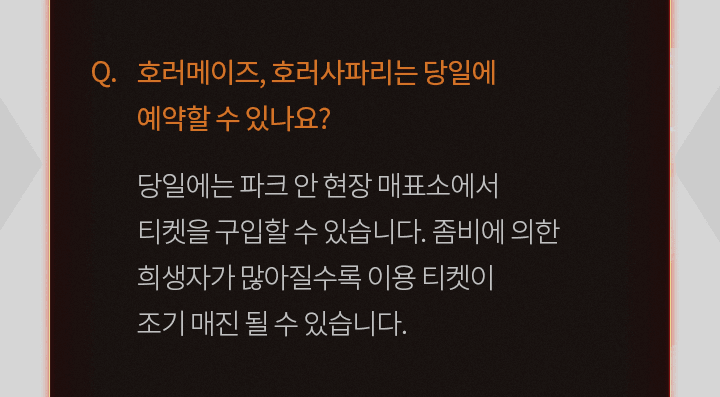 Q. 호러메이즈, 호러사파리는 당일에
예약할 수 있나요?
당일에는 파크 안 현장 매표소에서
티켓을 구입할 수 있습니다. 좀비에 의한
희생자가 많아질수록 이용 티켓이
조기 매진 될 수 있습니다.